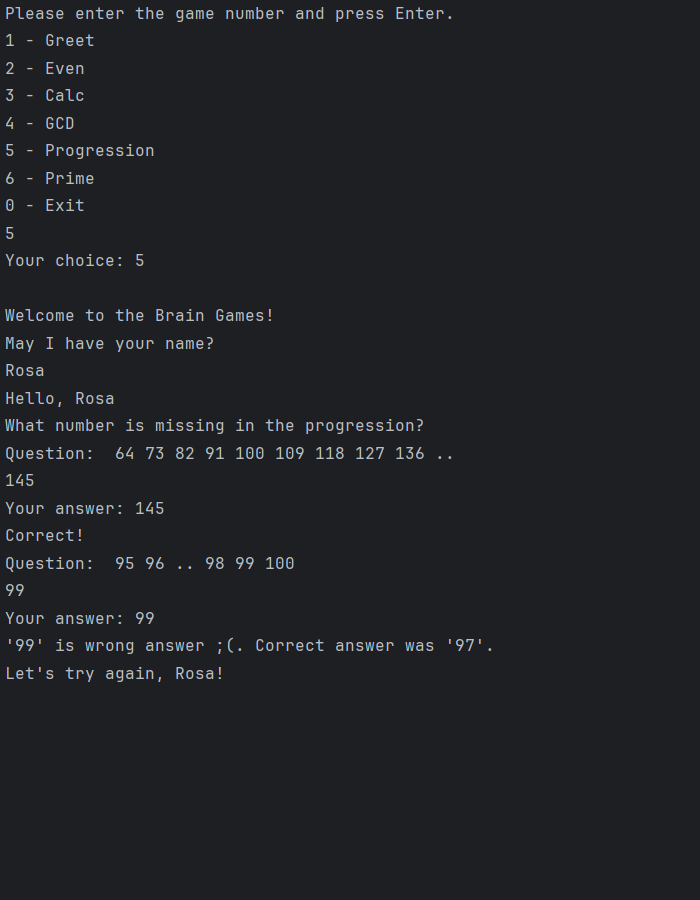 Please enter the game number and press Enter.
1 - Greet
2 - Even
3 - Calc
4 - GCD
5 - Progression
6 - Prime
0 - Exit
5
Your choice: 5
Welcome to the Brain Games!
May I have your name?
Rosa
Hello, Rosa
What number is missing in the progression?
Question:  64 73 82 91 100 109 118 127 136 ..
145
Your answer: 145
Correct!
Question:  95 96 .. 98 99 100
99
Your answer: 99
'99' is wrong answer ;(. Correct answer was '97'.
Let's try again, Rosa!